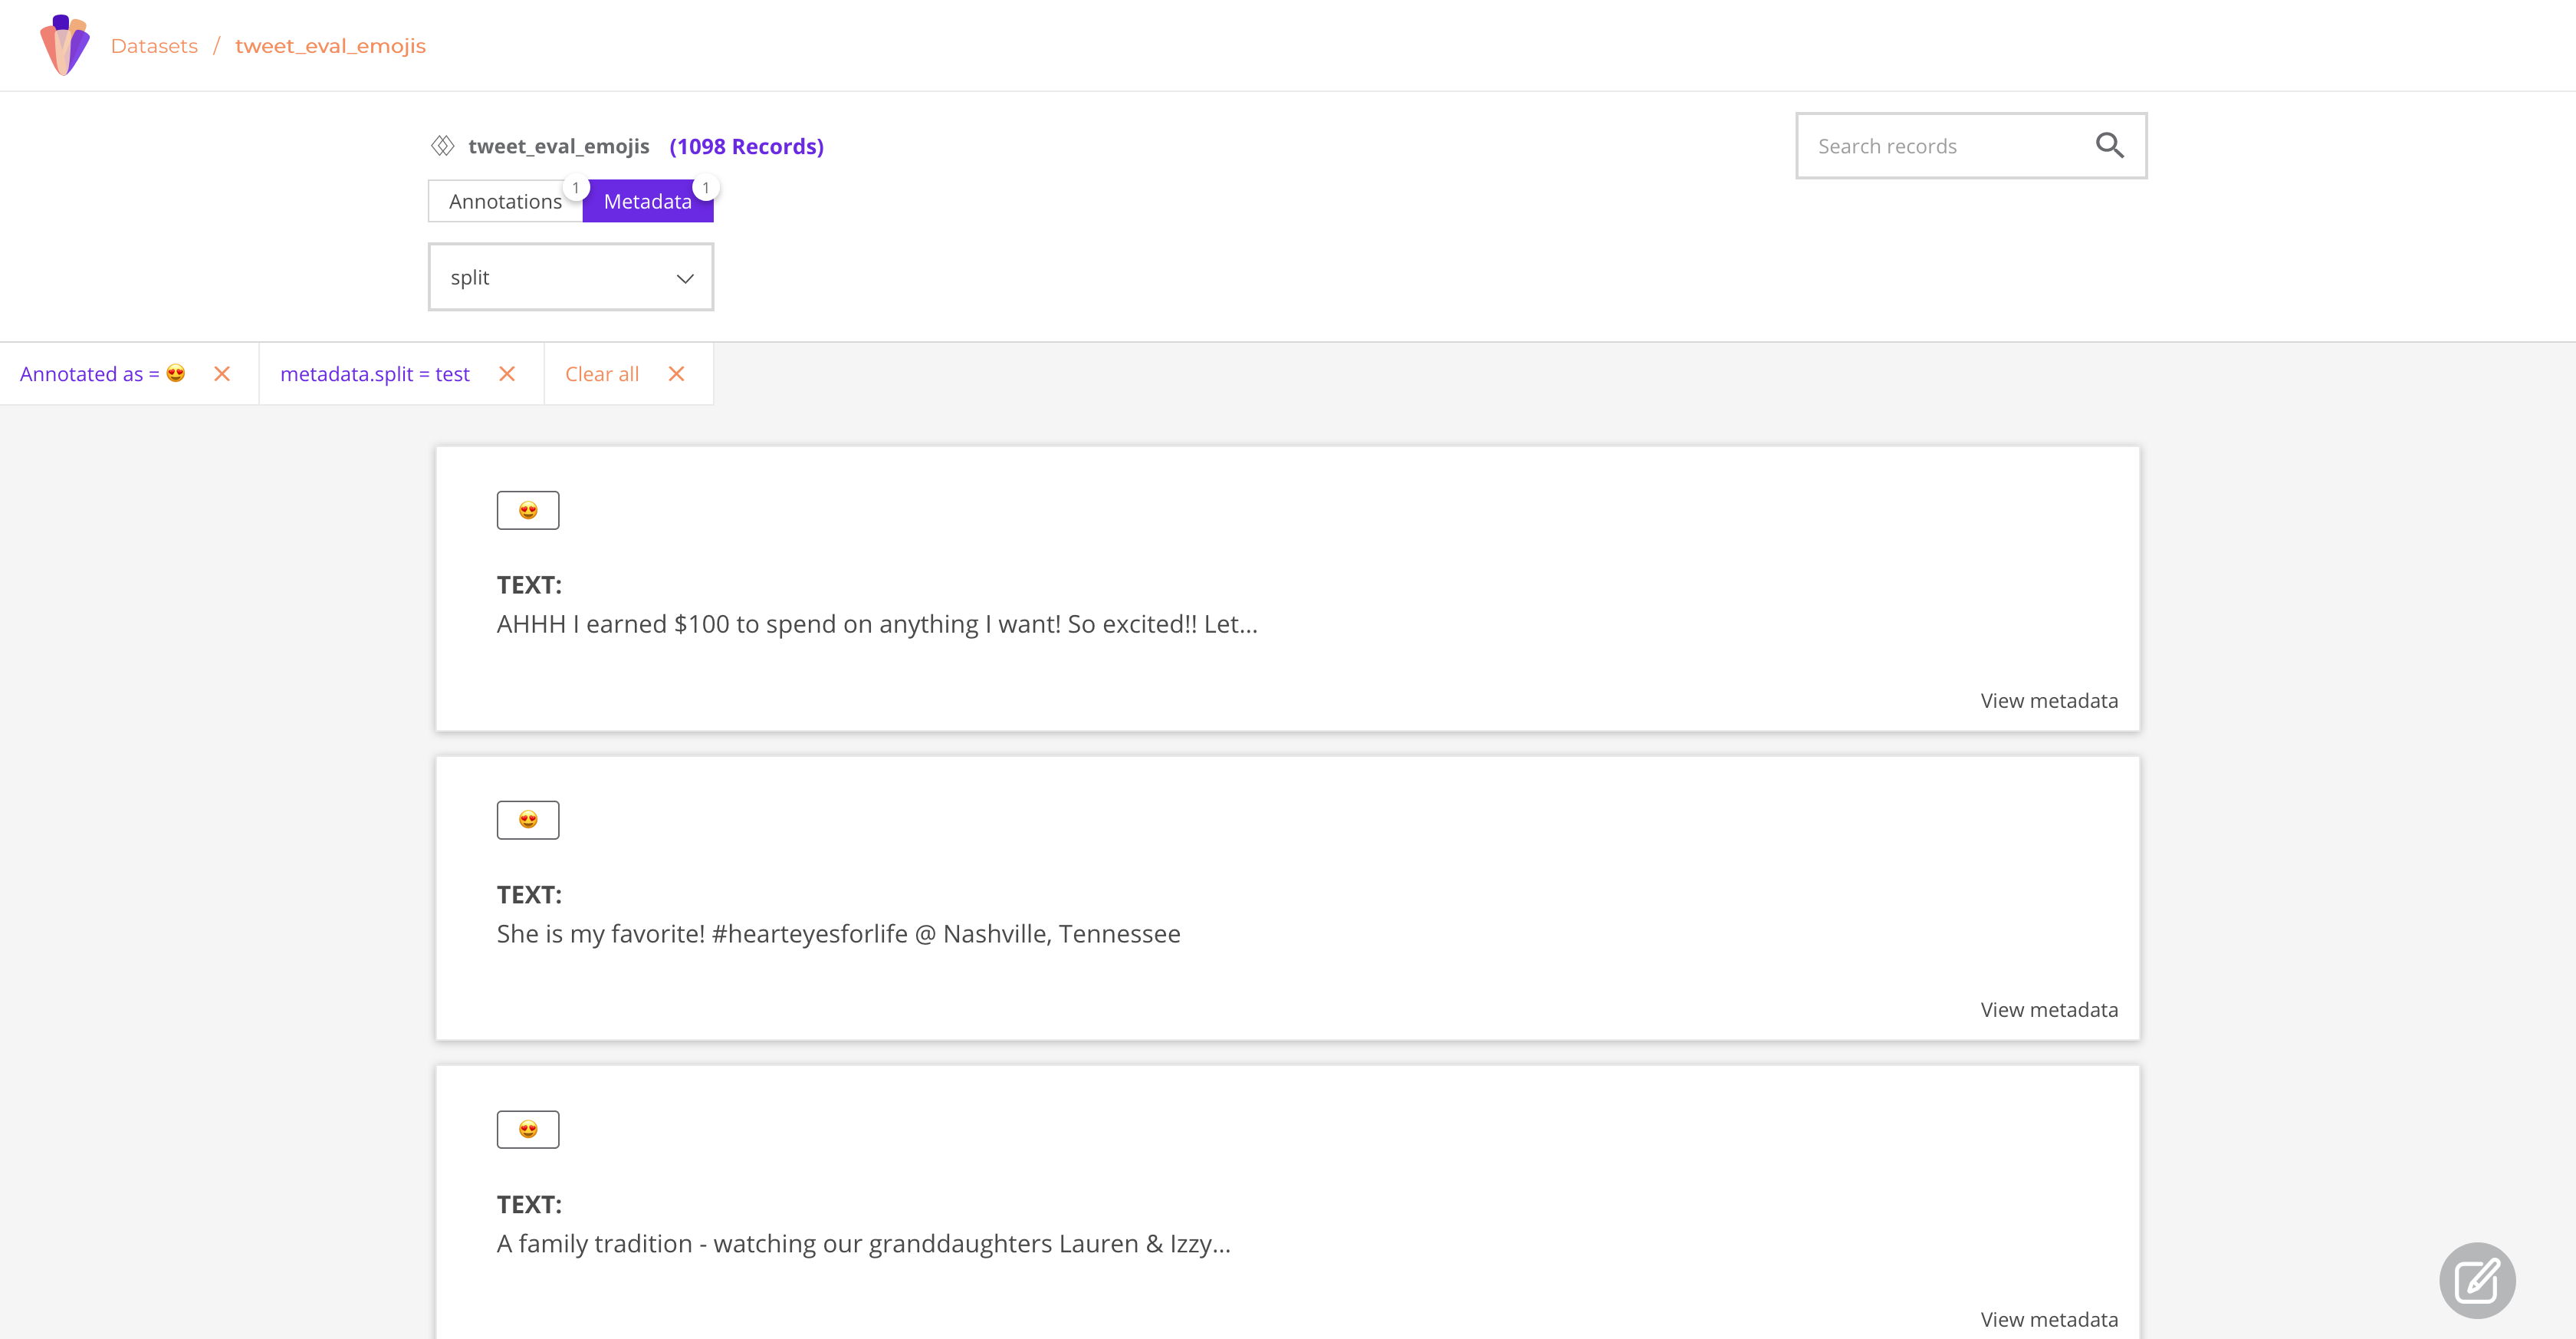 Datasets / tweet_eval_emojis
tweet_eval_emojis (1098 Records)
Search records
Annotations 1 Metadata 1
split
Annotated as = 😍
metadata.split = test
Clear all
😍
TEXT:
AHHH I earned $100 to spend on anything I want! So excited!! Let…
View metadata
😍
TEXT:
She is my favorite! #hearteyesforlife @ Nashville, Tennessee
View metadata
😍
TEXT:
A family tradition - watching our granddaughters Lauren & Izzy…
View metadata